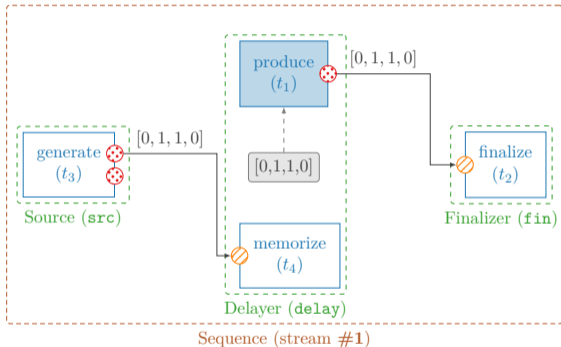 produce
(t₁)
[0, 1, 1, 0]
generate
(t₃)
[0, 1, 1, 0]
Source (src)
[0,1,1,0]
finalize
(t₂)
Finalizer (fin)
memorize
(t₄)
Delayer (delay)
Sequence (stream #1)